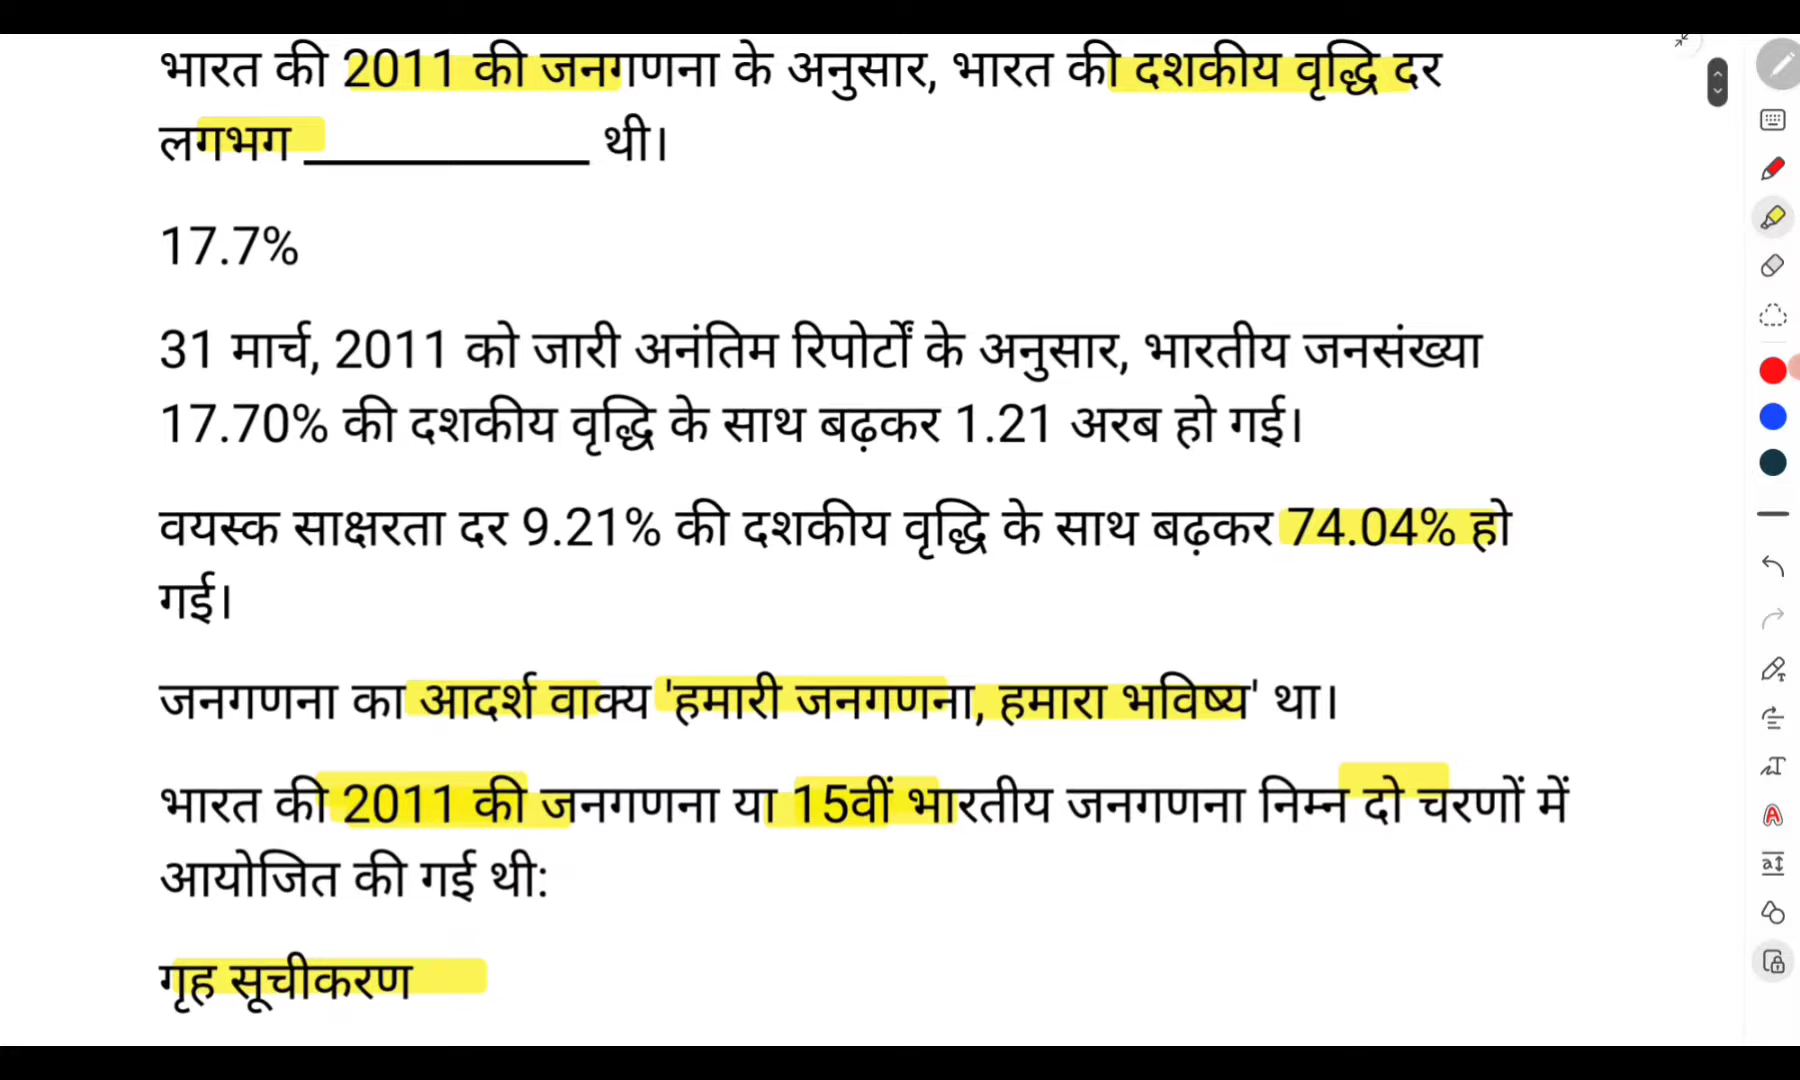 भारत की 2011 की जनगणना के अनुसार, भारत की दशकीय वृद्धि दर
लगभग ___________ थी।
17.7%
31 मार्च, 2011 को जारी अनंतिम रिपोर्टों के अनुसार, भारतीय जनसंख्या
17.70% की दशकीय वृद्धि के साथ बढ़कर 1.21 अरब हो गई।
वयस्क साक्षरता दर 9.21% की दशकीय वृद्धि के साथ बढ़कर 74.04% हो
गई।
जनगणना का आदर्श वाक्य 'हमारी जनगणना, हमारा भविष्य' था।
भारत की 2011 की जनगणना या 15वीं भारतीय जनगणना निम्न दो चरणों में
आयोजित की गई थी:
गृह सूचीकरण